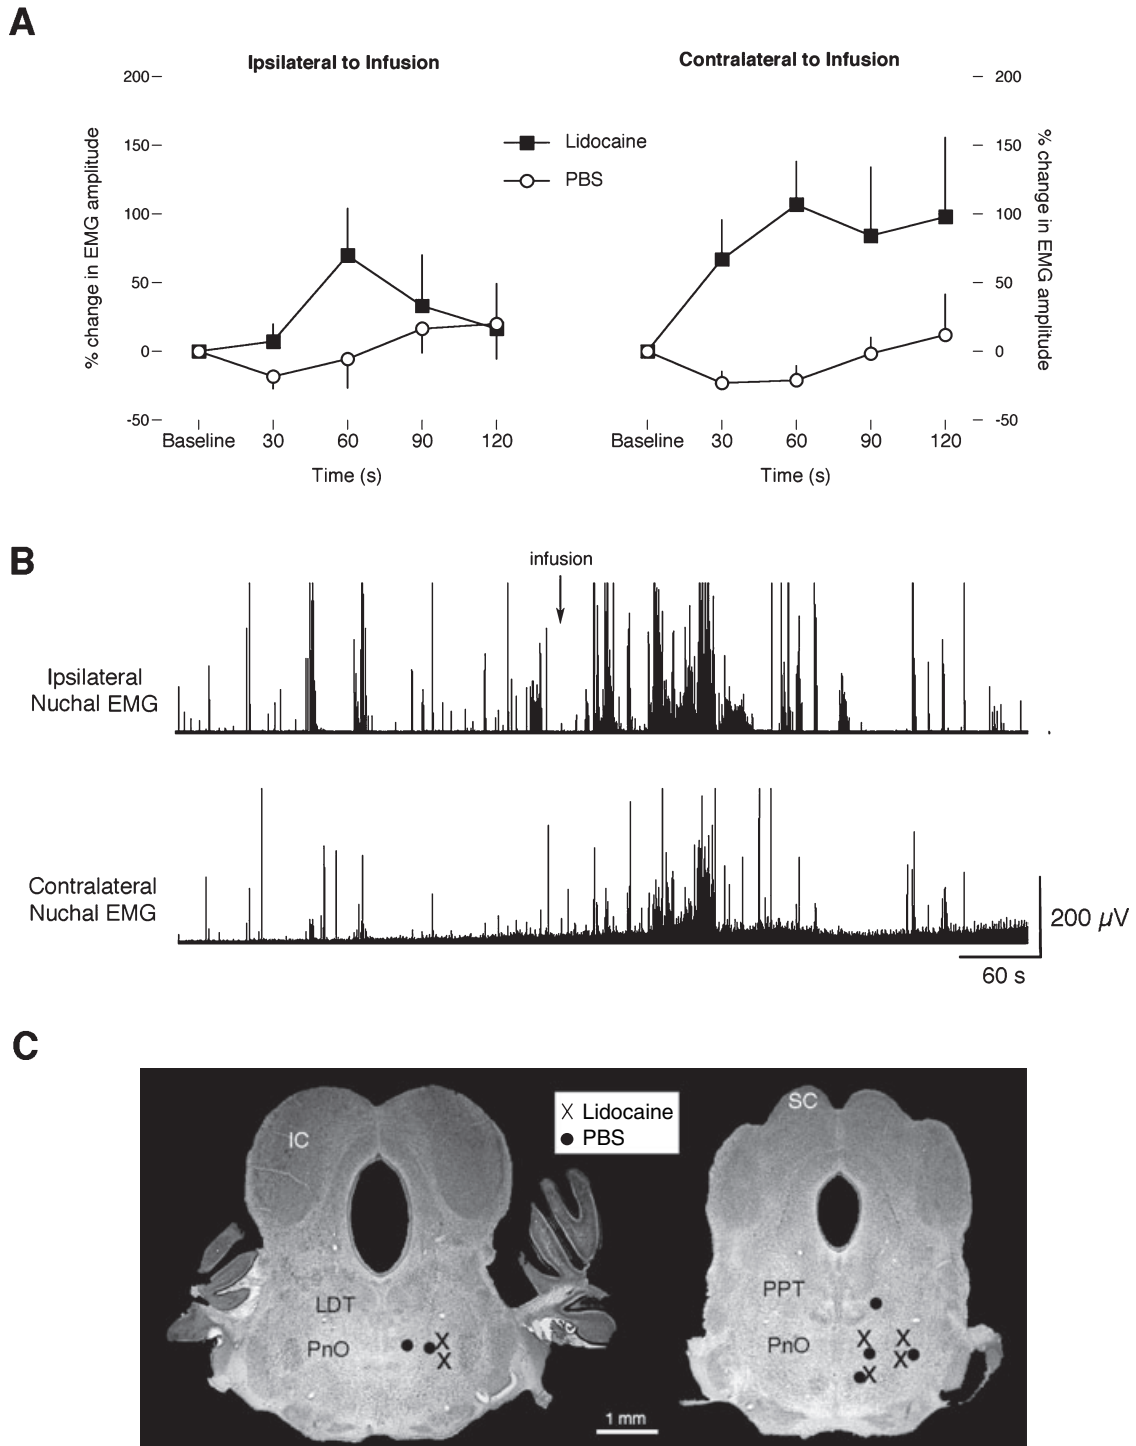 A
Ipsilateral to Infusion
Contralateral to Infusion
200
150
100
50
0
-50
% change in EMG amplitude
Lidocaine
PBS
200
150
100
50
0
-50
% change in EMG amplitude
Baseline 30 60 90 120
Time (s)
Baseline 30 60 90 120
Time (s)
B
infusion
Ipsilateral
Nuchal EMG
Contralateral
Nuchal EMG
200 µV
60 s
C
X Lidocaine
PBS
IC
SC
LDT
PnO
PPT
PnO
X
X
X
X
X
X
1 mm